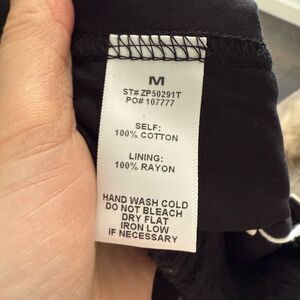 M
ST# ZP50291T
PO# 107777
SELF:
100% COTTON
LINING:
100% RAYON
HAND WASH COLD
DO NOT BLEACH
DRY FLAT
IRON LOW
IF NECESSARY